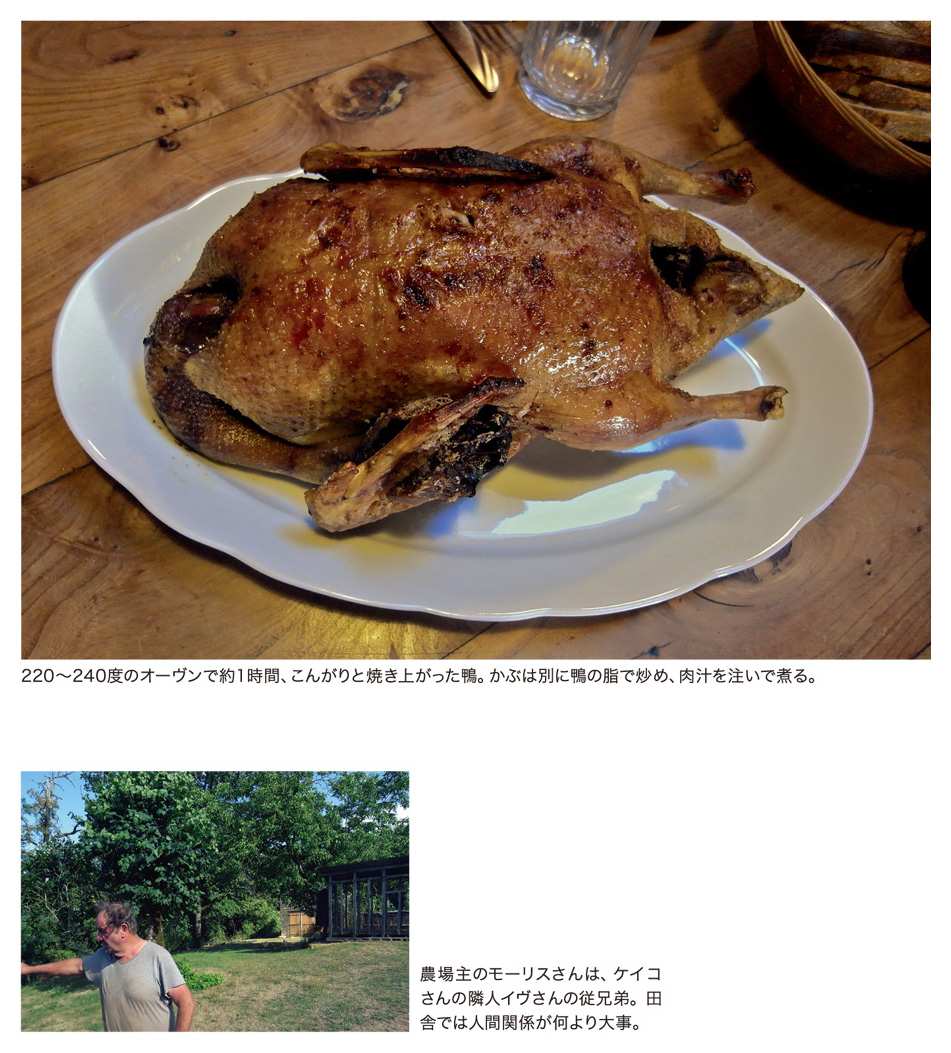 220〜240度のオーヴンで約1時間、こんがりと焼き上がった鴨。かぶは別に鴨の脂で炒め、肉汁を注いで煮る。
農場主のモーリスさんは、ケイコ
さんの隣人イヴさんの従兄弟。田
舎では人間関係が何より大事。